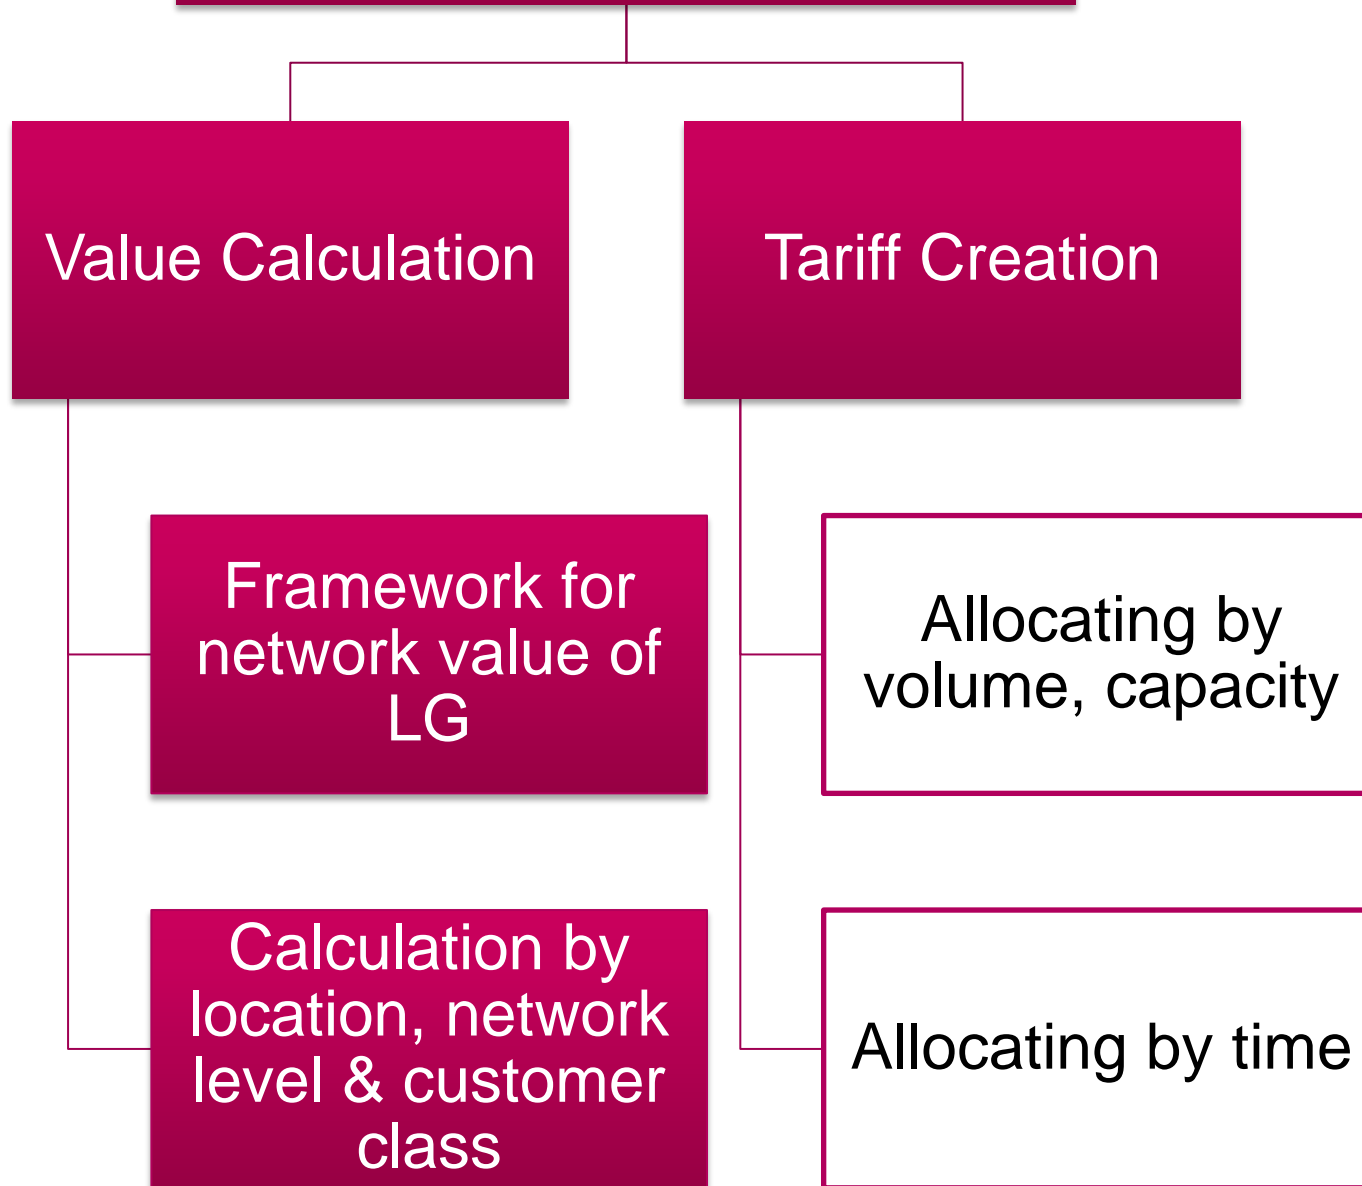 Value Calculation
Tariff Creation
Framework for
network value of
LG
Allocating by
volume, capacity
Calculation by
location, network
level & customer
class
Allocating by time